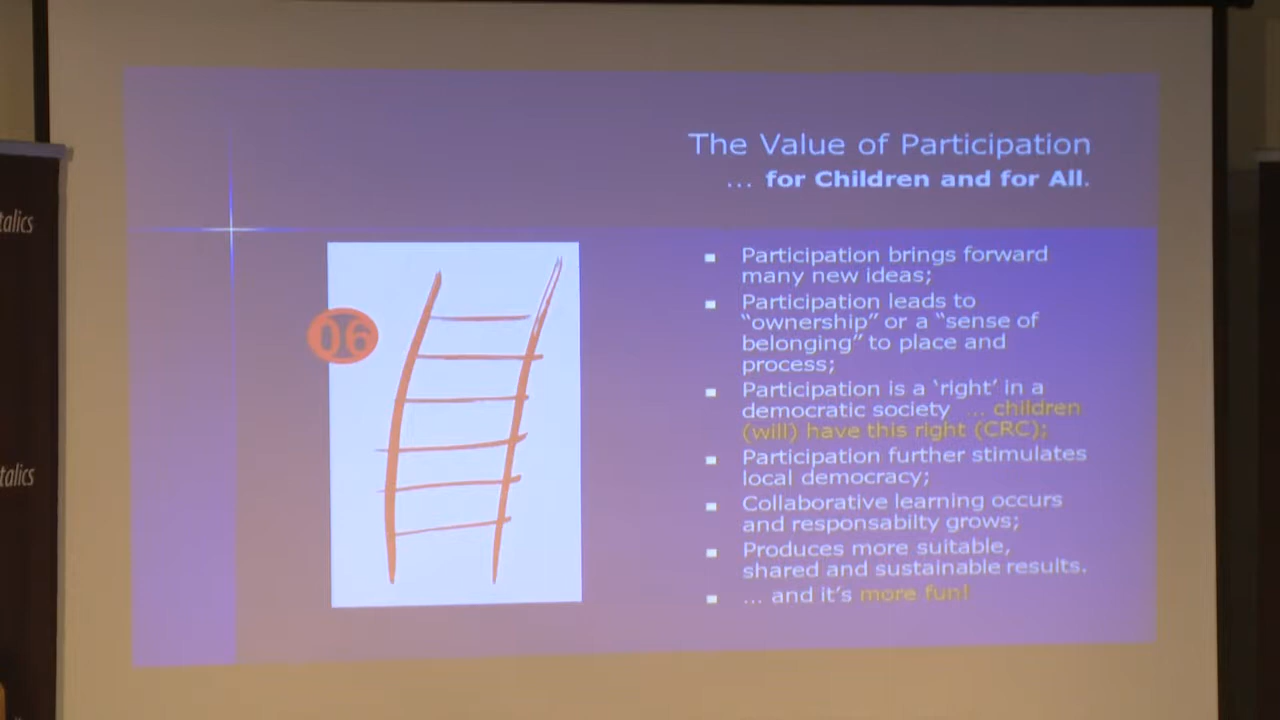 The Value of Participation
... for Children and for All.
talics
06
Participation brings forward
many new ideas;
Participation leads to
“ownership” or a “sense of
belonging” to place and
process;
Participation is a ‘right’ in a
democratic society ... children
(will) have this right (CRC);
Participation further stimulates
local democracy;
talics
Collaborative learning occurs
and responsabilty grows;
Produces more suitable,
shared and sustainable results.
... and it’s more fun!